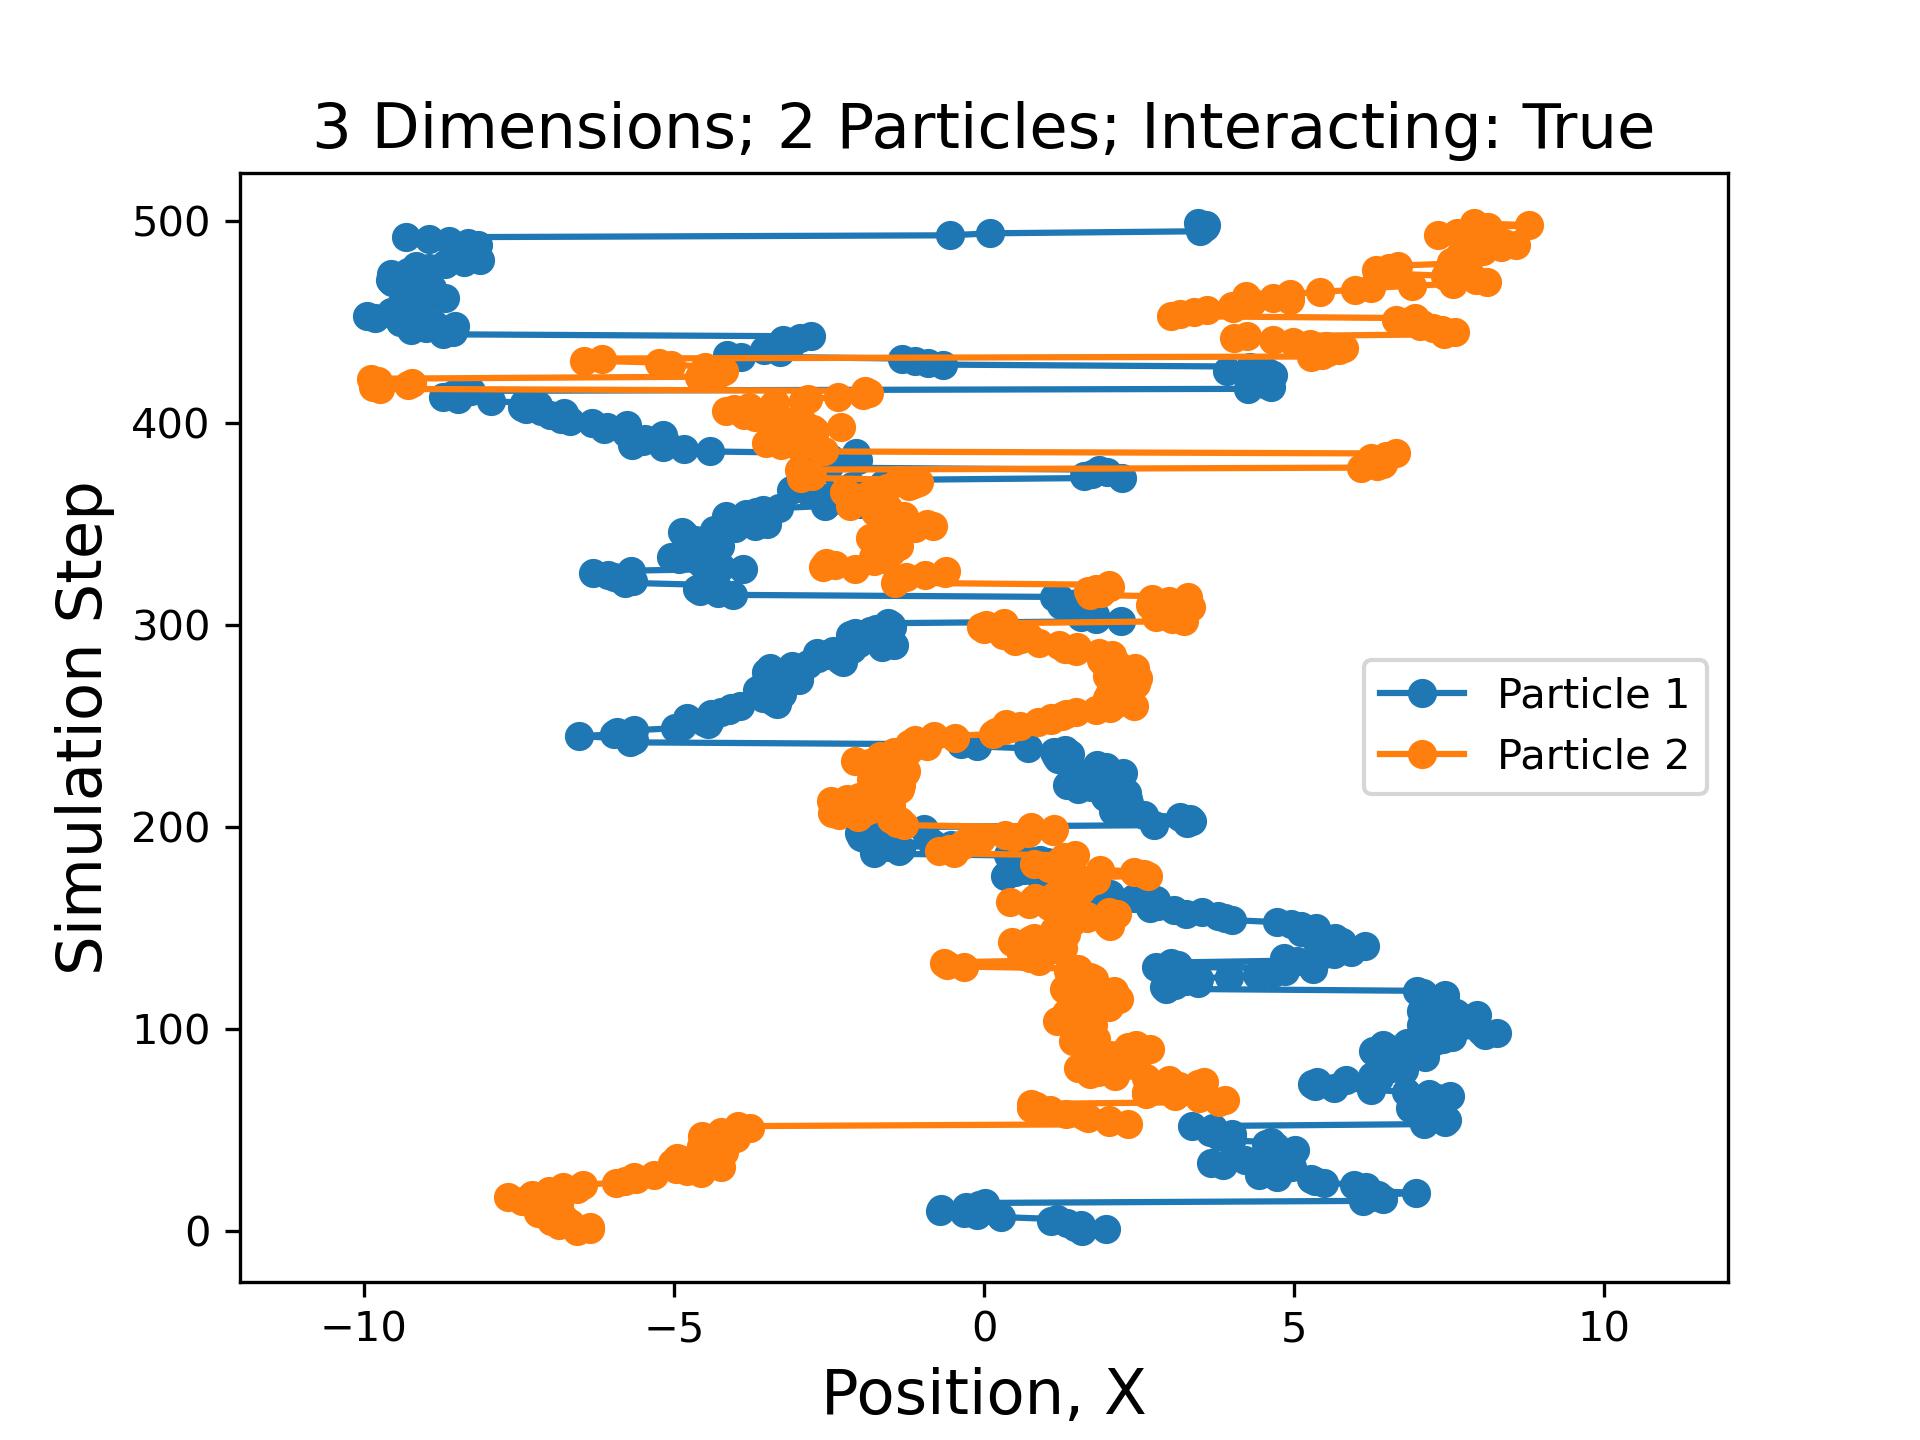 3 Dimensions; 2 Particles; Interacting: True
500
400
300
200
100
0
Simulation Step
Particle 1
Particle 2
−10
−5
0
5
10
Position, X